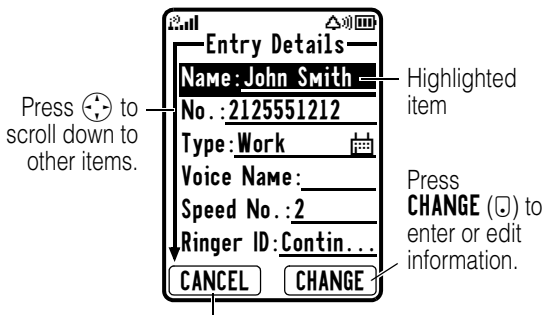 Entry Details
Name:John Smith
No.:2125551212
Type:Work
Voice Name:
Speed No.:2
Ringer ID:Contin...
CANCEL CHANGE
Press to
scroll down to
other items.
Highlighted
item
Press
CHANGE () to
enter or edit
information.